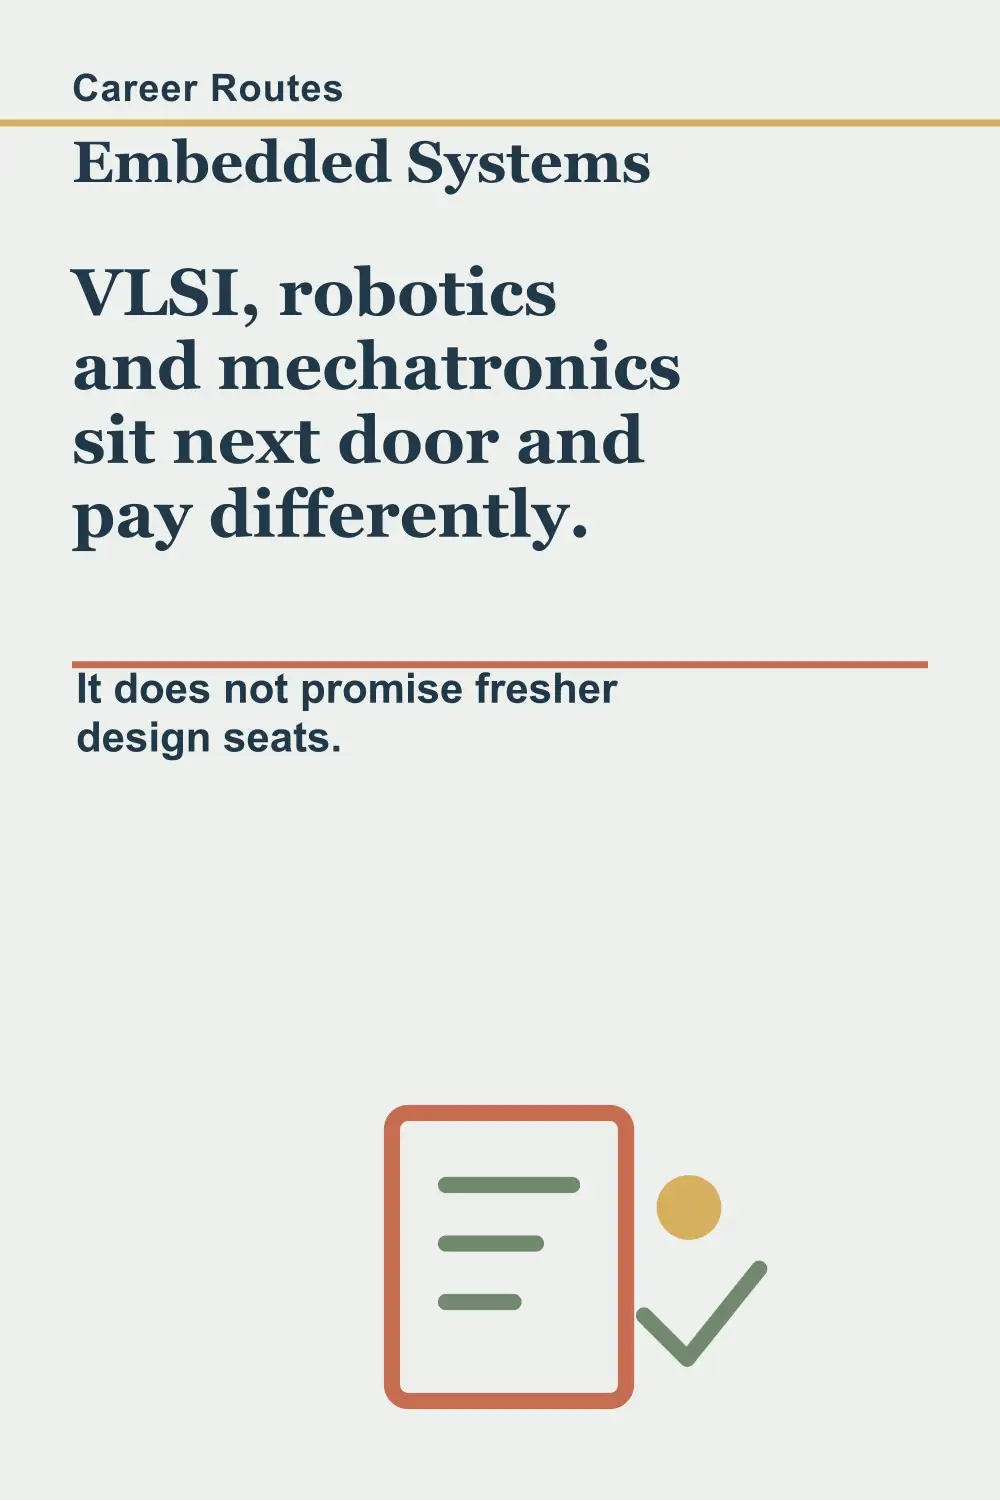 Career Routes
Embedded Systems
VLSI, robotics
and mechatronics
sit next door and
pay differently.
It does not promise fresher
design seats.